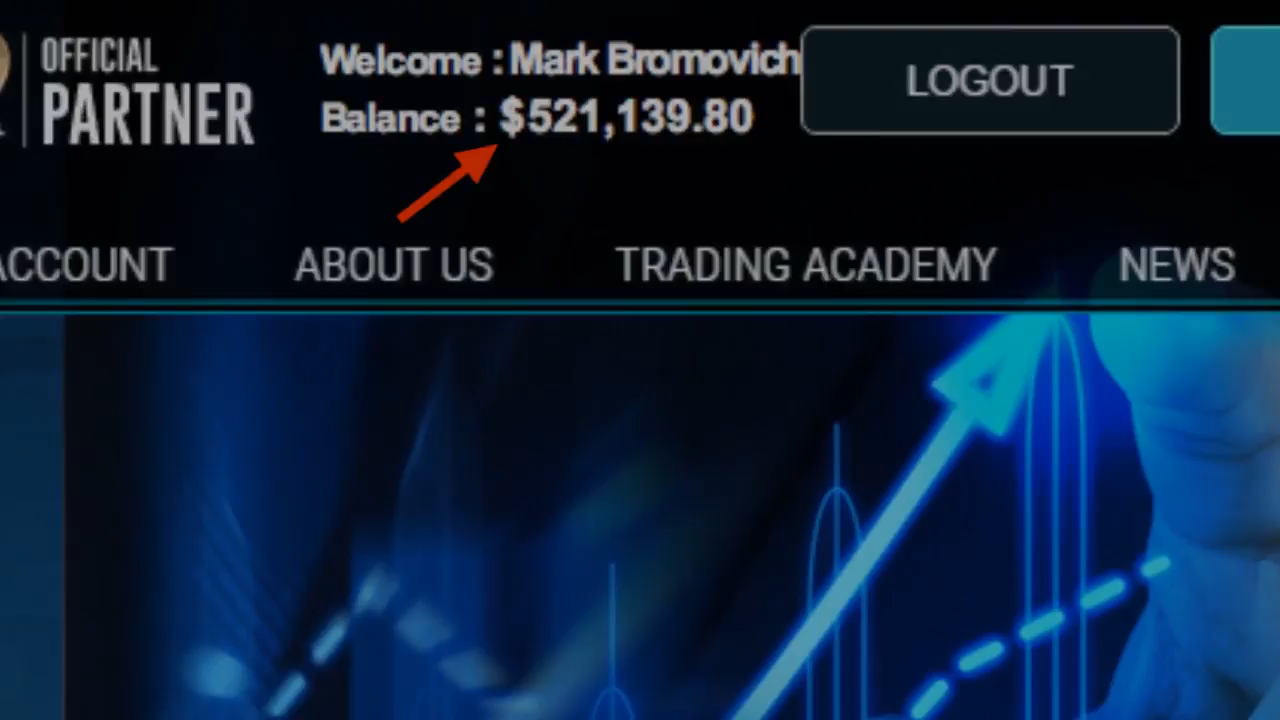 OFFICIAL
PARTNER
Welcome : Mark Bromovich
Balance : $521,139.80
LOGOUT
ACCOUNT
ABOUT US
TRADING ACADEMY
NEWS